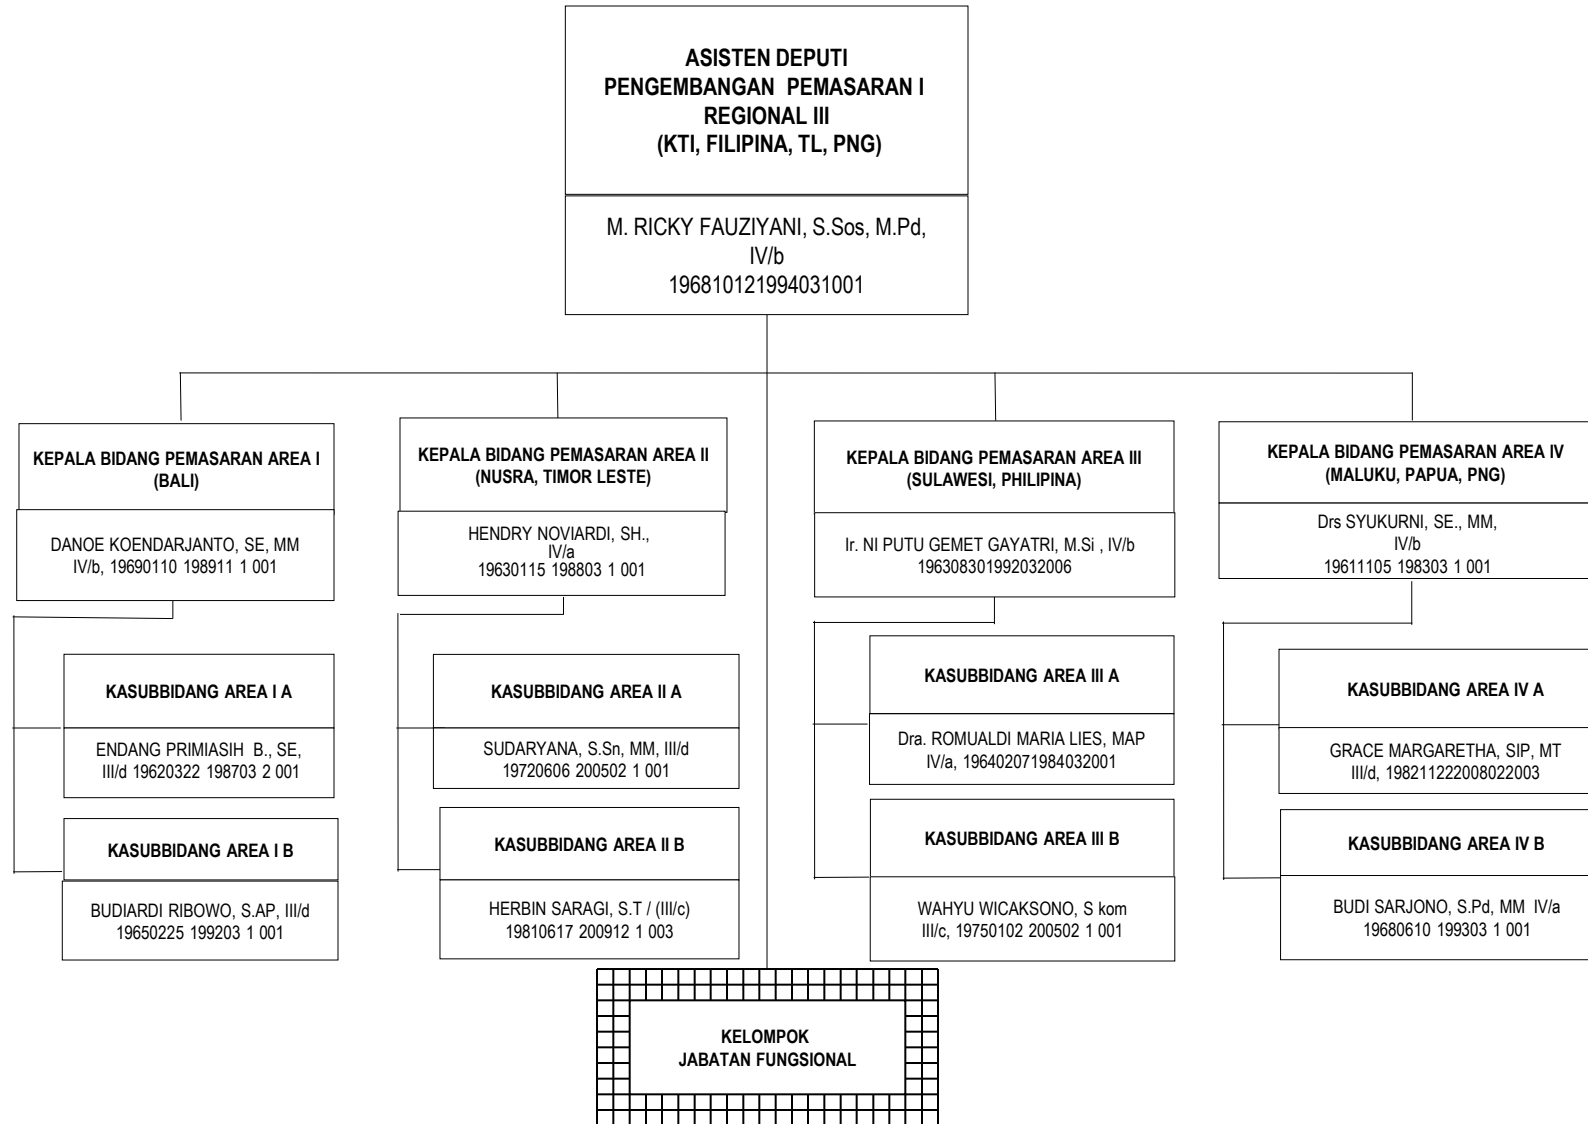 ASISTEN DEPUTI
PENGEMBANGAN PEMASARAN I
REGIONAL III
(KTI, FILIPINA, TL, PNG)
M. RICKY FAUZIYANI, S.Sos, M.Pd,
IV/b
196810121994031001
KEPALA BIDANG PEMASARAN AREA I
(BALI)
DANOE KOENDARJANTO, SE, MM
IV/b, 19690110 198911 1 001
KEPALA BIDANG PEMASARAN AREA II
(NUSRA, TIMOR LESTE)
HENDRY NOVIARDI, SH.,
IV/a
19630115 198803 1 001
KEPALA BIDANG PEMASARAN AREA III
(SULAWESI, PHILIPINA)
Ir. NI PUTU GEMET GAYATRI, M.Si , IV/b
196308301992032006
KEPALA BIDANG PEMASARAN AREA IV
(MALUKU, PAPUA, PNG)
Drs SYUKURNI, SE., MM,
IV/b
19611105 198303 1 001
KASUBBIDANG AREA I A
ENDANG PRIMIASIH B., SE,
III/d 19620322 198703 2 001
KASUBBIDANG AREA II A
SUDARYANA, S.Sn, MM, III/d
19720606 200502 1 001
KASUBBIDANG AREA III A
Dra. ROMUALDI MARIA LIES, MAP
IV/a, 196402071984032001
KASUBBIDANG AREA IV A
GRACE MARGARETHA, SIP, MT
III/d, 198211222008022003
KASUBBIDANG AREA I B
BUDIARDI RIBOWO, S.AP, III/d
19650225 199203 1 001
KASUBBIDANG AREA II B
HERBIN SARAGI, S.T / (III/c)
19810617 200912 1 003
KASUBBIDANG AREA III B
WAHYU WICAKSONO, S kom
III/c, 19750102 200502 1 001
KASUBBIDANG AREA IV B
BUDI SARJONO, S.Pd, MM IV/a
19680610 199303 1 001
KELOMPOK
JABATAN FUNGSIONAL